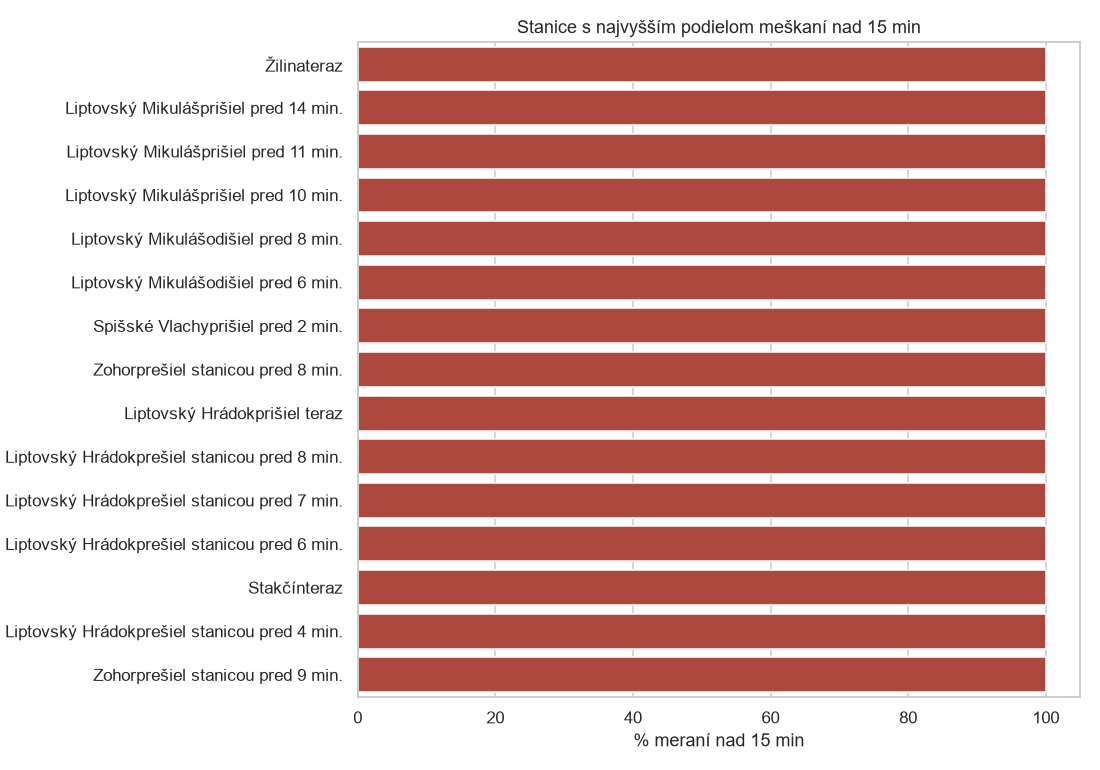 Stanice s najvyšším podielom meškaní nad 15 min
Žilinateraz
Liptovský Mikulášprišiel pred 14 min.
Liptovský Mikulášprišiel pred 11 min.
Liptovský Mikulášprišiel pred 10 min.
Liptovský Mikulášodišiel pred 8 min.
Liptovský Mikulášodišiel pred 6 min.
Spišské Vlachyprišiel pred 2 min.
Zohorprešiel stanicou pred 8 min.
Liptovský Hrádokprišiel teraz
Liptovský Hrádokprešiel stanicou pred 8 min.
Liptovský Hrádokprešiel stanicou pred 7 min.
Liptovský Hrádokprešiel stanicou pred 6 min.
Stakčínteraz
Liptovský Hrádokprešiel stanicou pred 4 min.
Zohorprešiel stanicou pred 9 min.
0 20 40 60 80 100
% meraní nad 15 min